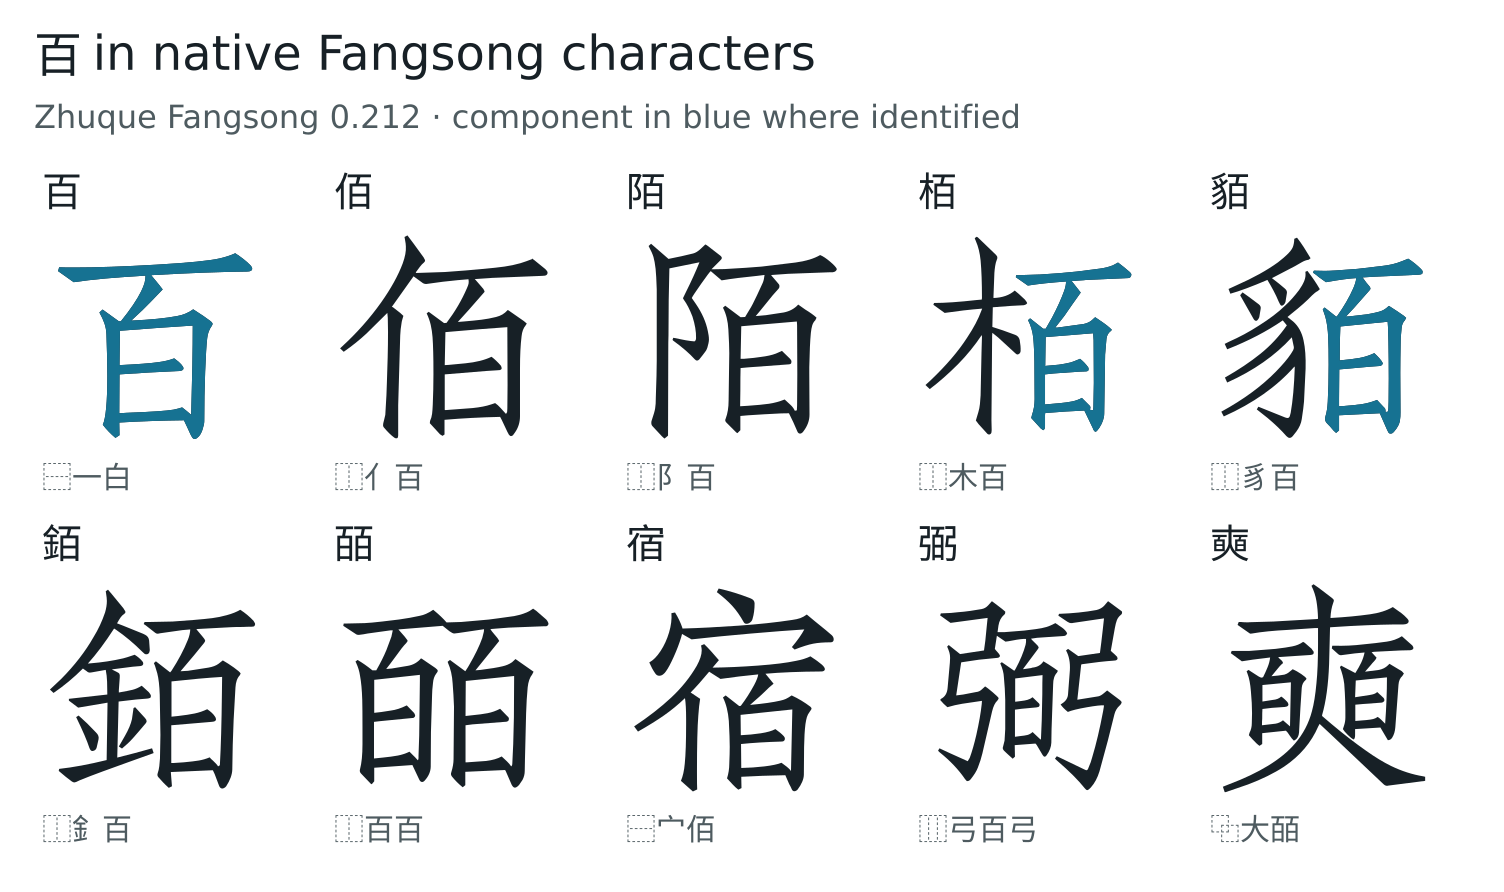 百 in native Fangsong characters
Zhuque Fangsong 0.212 · component in blue where identified
百 佰 陌 栢 貊
百 佰 陌 栢 貊
⿱一白 ⿰亻百 ⿰阝百 ⿰木百 ⿰豸百
銆 皕 宿 弼 奭
銆 皕 宿 弼 奭
⿰釒百 ⿰百百 ⿱宀佰 ⿲弓百弓 ⿻大皕